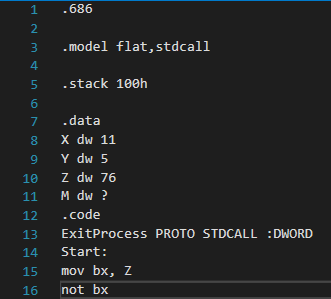 1 .686
2
3 .model flat,stdcall
4
5 .stack 100h
6
7 .data
8 X dw 11
9 Y dw 5
10 Z dw 76
11 M dw ?
12 .code
13 ExitProcess PROTO STDCALL :DWORD
14 Start:
15 mov bx, Z
16 not bx